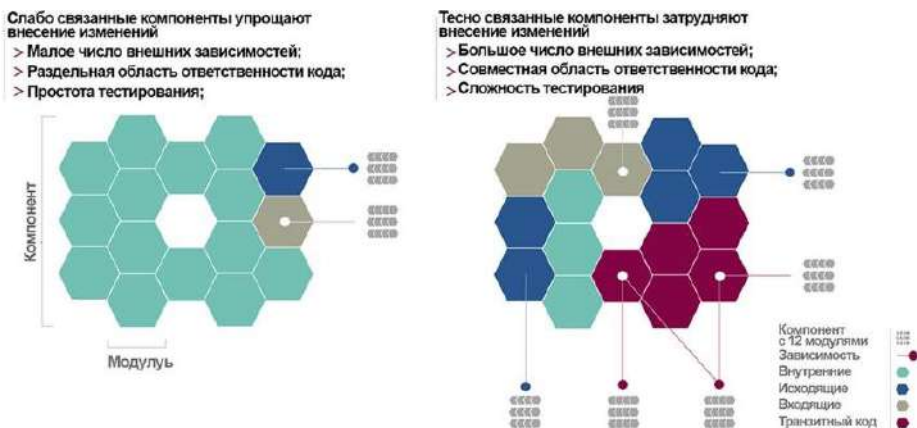 Слабо связанные компоненты упрощают
внесение изменений
> Малое число внешних зависимостей;
> Раздельная область ответственности кода;
> Простота тестирования;
Компонент
Модулуь
Тесно связанные компоненты затрудняют
внесение изменений
> Большое число внешних зависимостей;
> Совместная область ответственности кода;
> Сложность тестирования
Компонент
с 12 модулями
Зависимость
Внутренние
Исходящие
Входящие
Транзитный код